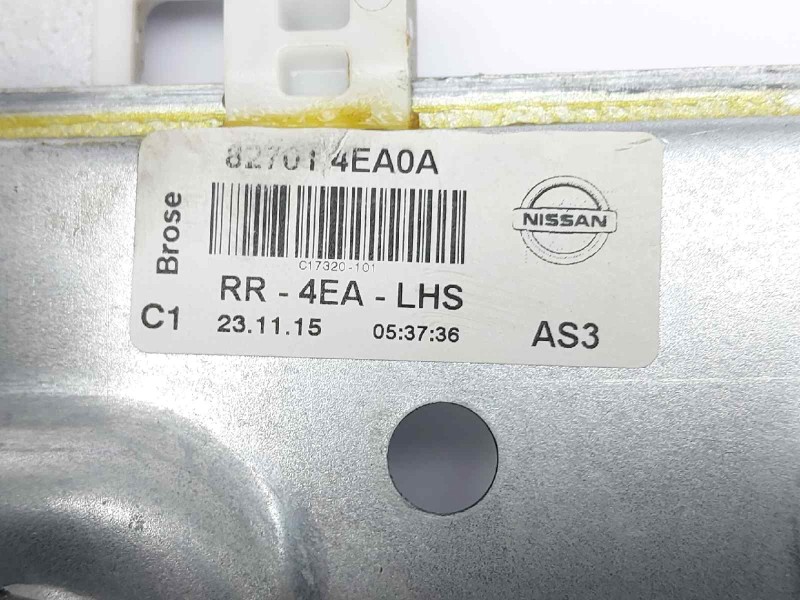 82701 4EA0A
Brose
C17320-101
NISSAN
RR - 4EA - LHS
C1
23.11.15 05:37:36
AS3